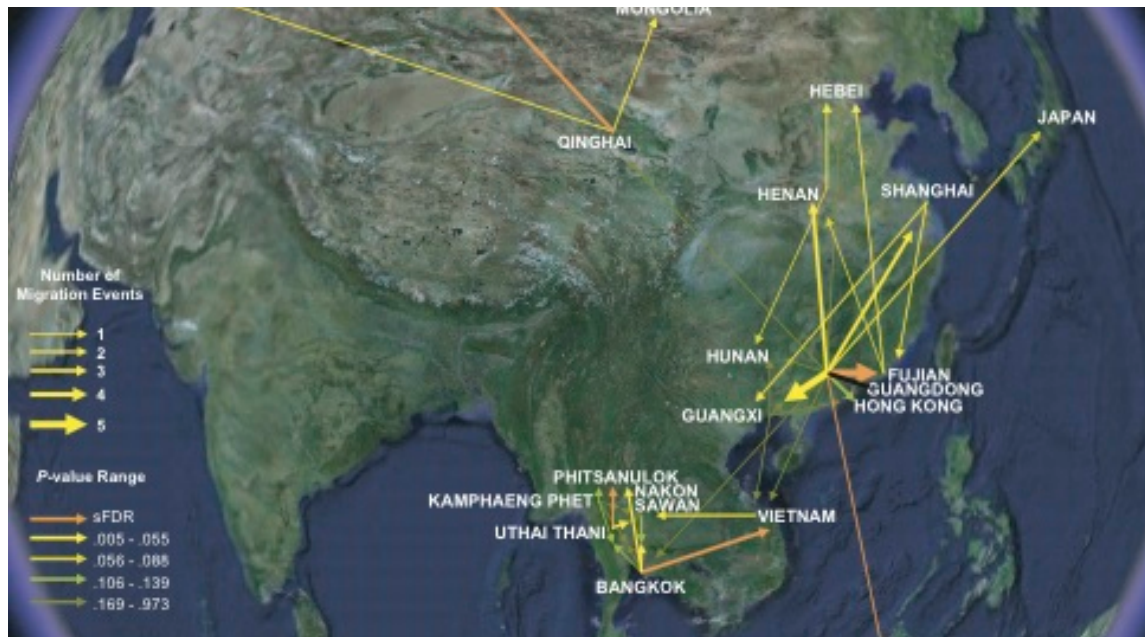 MONGOLIA
HEBEI
JAPAN
QINGHAI
HENAN
SHANGHAI
Number of
Migration Events
1
2
3
4
5
HUNAN
FUJIAN
GUANGDONG
GUANGXI
HONG KONG
P-value Range
sFDR
.005 - .055
.056 - .088
.106 - .139
.169 - .973
PHITSANULOK
KAMPHAENG PHET
NAKON
SAWAN
VIETNAM
UTHAI THANI
BANGKOK